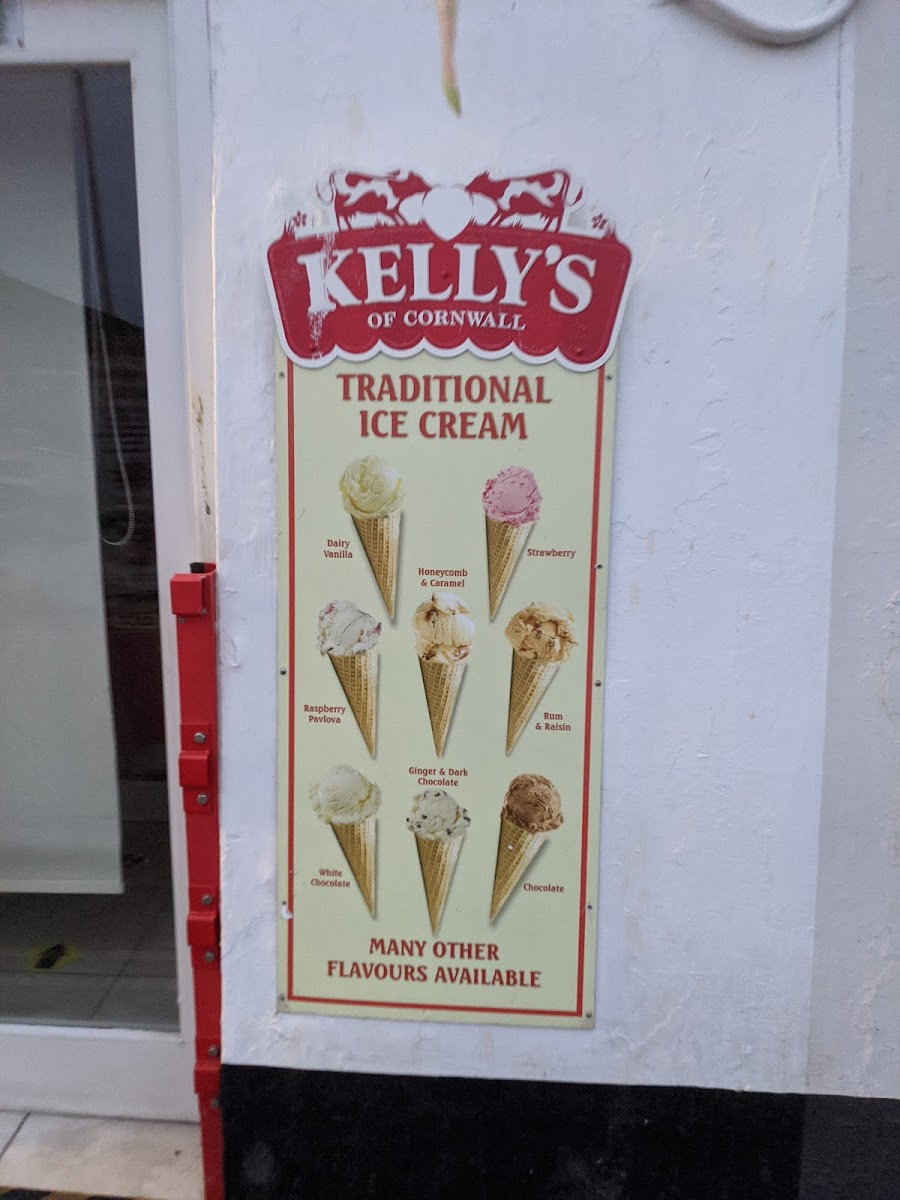 KELLY'S
OF CORNWALL
TRADITIONAL
ICE CREAM
Dairy
Vanilla
Strawberry
Honeycomb
& Caramel
Raspberry
Pavlova
Rum
& Raisin
Ginger & Dark
Chocolate
White
Chocolate
Chocolate
MANY OTHER
FLAVOURS AVAILABLE